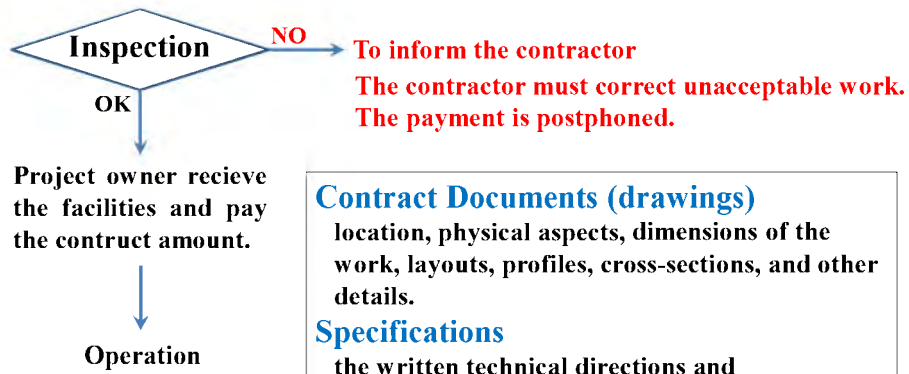 Inspection
NO
To inform the contractor
The contractor must correct unacceptable work.
The payment is postphoned.
OK
Project owner recieve
the facilities and pay
the contruct amount.
Operation
Contract Documents (drawings)
location, physical aspects, dimensions of the
work, layouts, profiles, cross-sections, and other
details.
Specifications
the written technical directions and